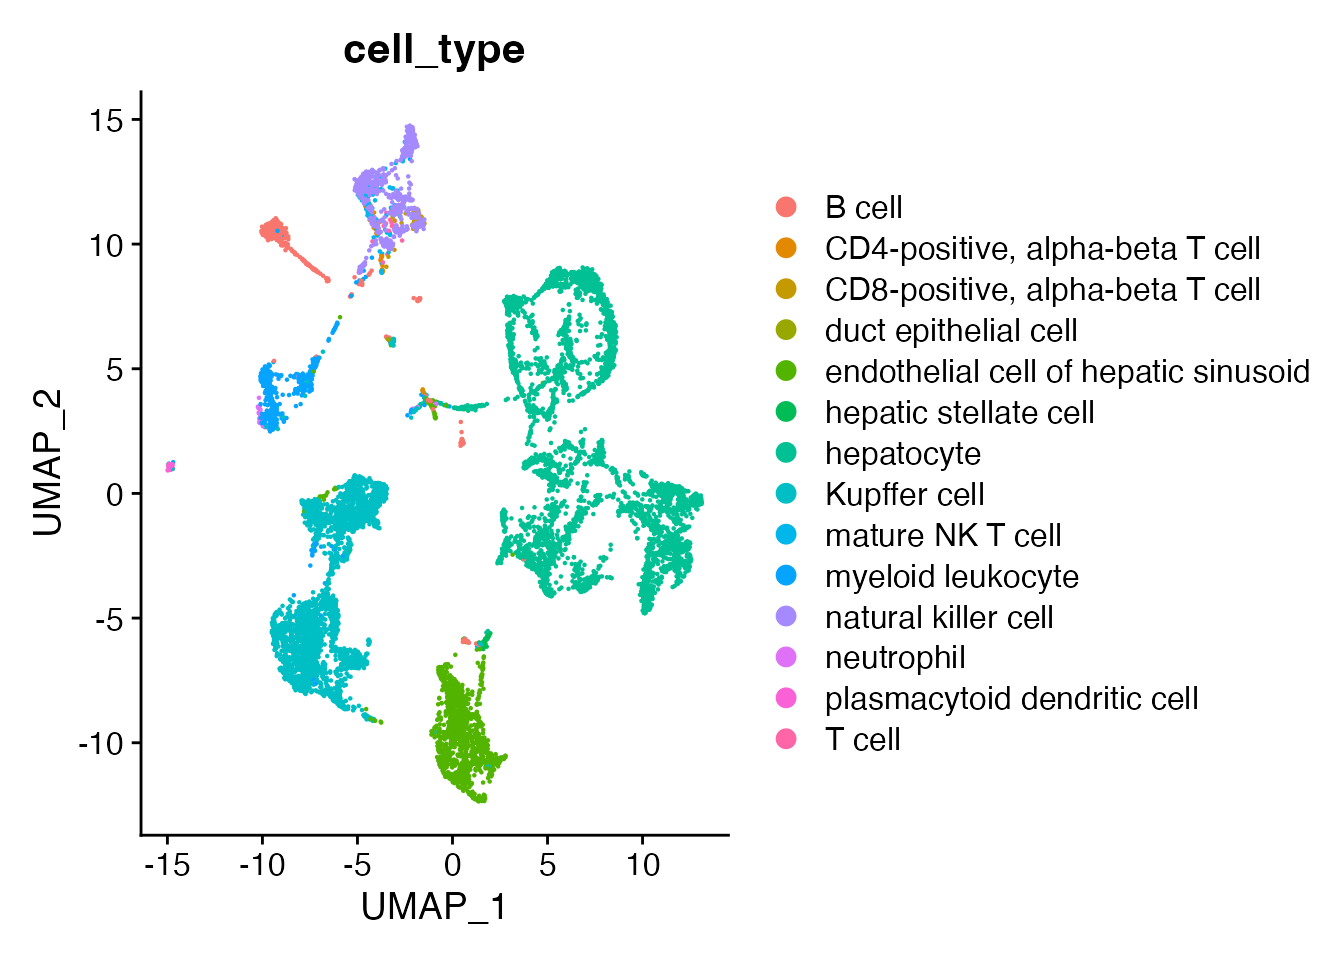 cell_type
15
10
5
0
-5
-10
UMAP_2
-15 -10 -5 0 5 10
UMAP_1
B cell
CD4-positive, alpha-beta T cell
CD8-positive, alpha-beta T cell
duct epithelial cell
endothelial cell of hepatic sinusoid
hepatic stellate cell
hepatocyte
Kupffer cell
mature NK T cell
myeloid leukocyte
natural killer cell
neutrophil
plasmacytoid dendritic cell
T cell